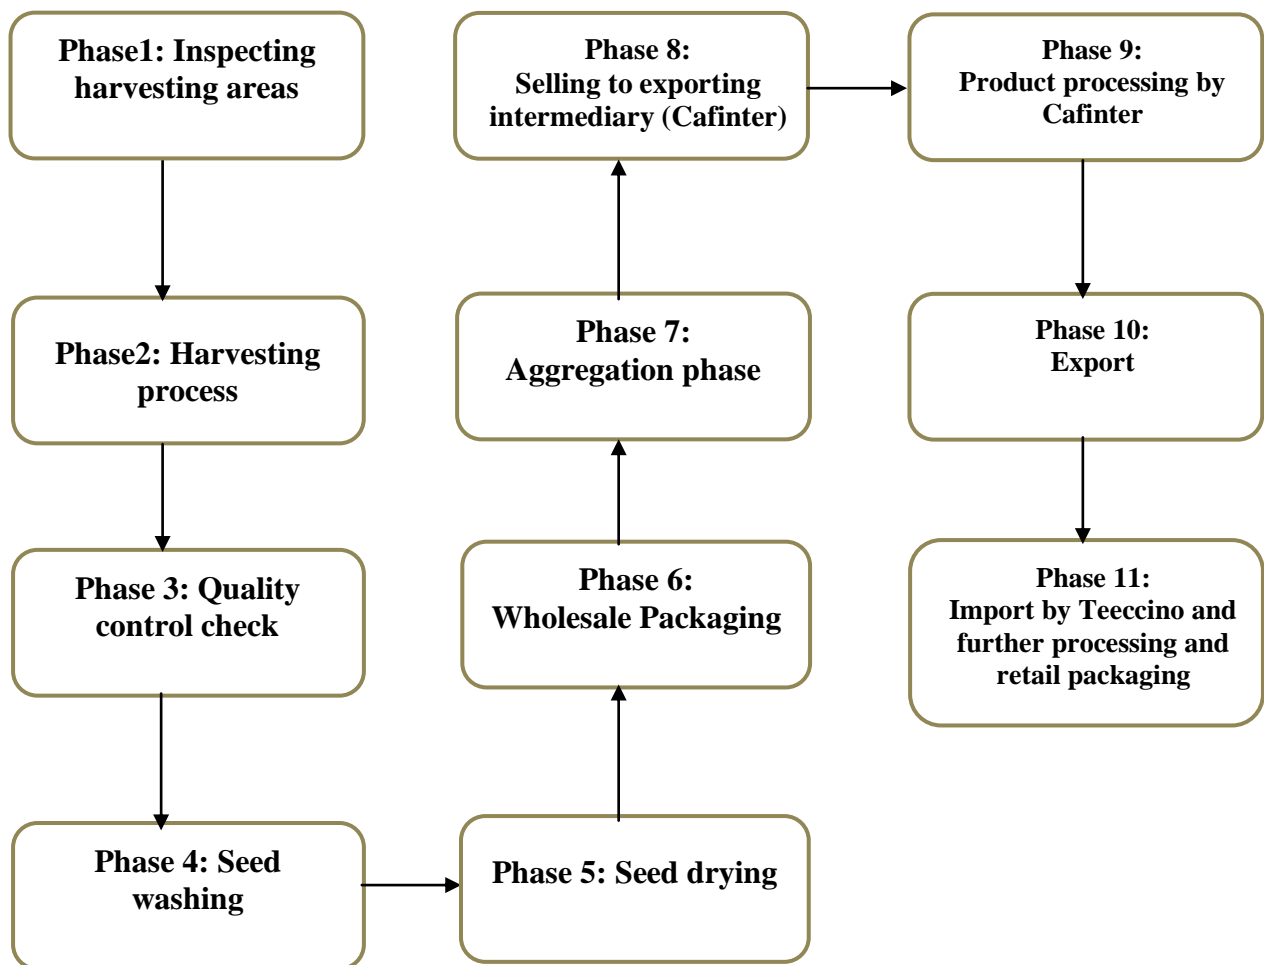 Phase1: Inspecting
harvesting areas
Phase2: Harvesting
process
Phase 3: Quality
control check
Phase 4: Seed
washing
Phase 5: Seed drying
Phase 6:
Wholesale Packaging
Phase 7:
Aggregation phase
Phase 8:
Selling to exporting
intermediary (Cafinter)
Phase 9:
Product processing by
Cafinter
Phase 10:
Export
Phase 11:
Import by Teeccino and
further processing and
retail packaging